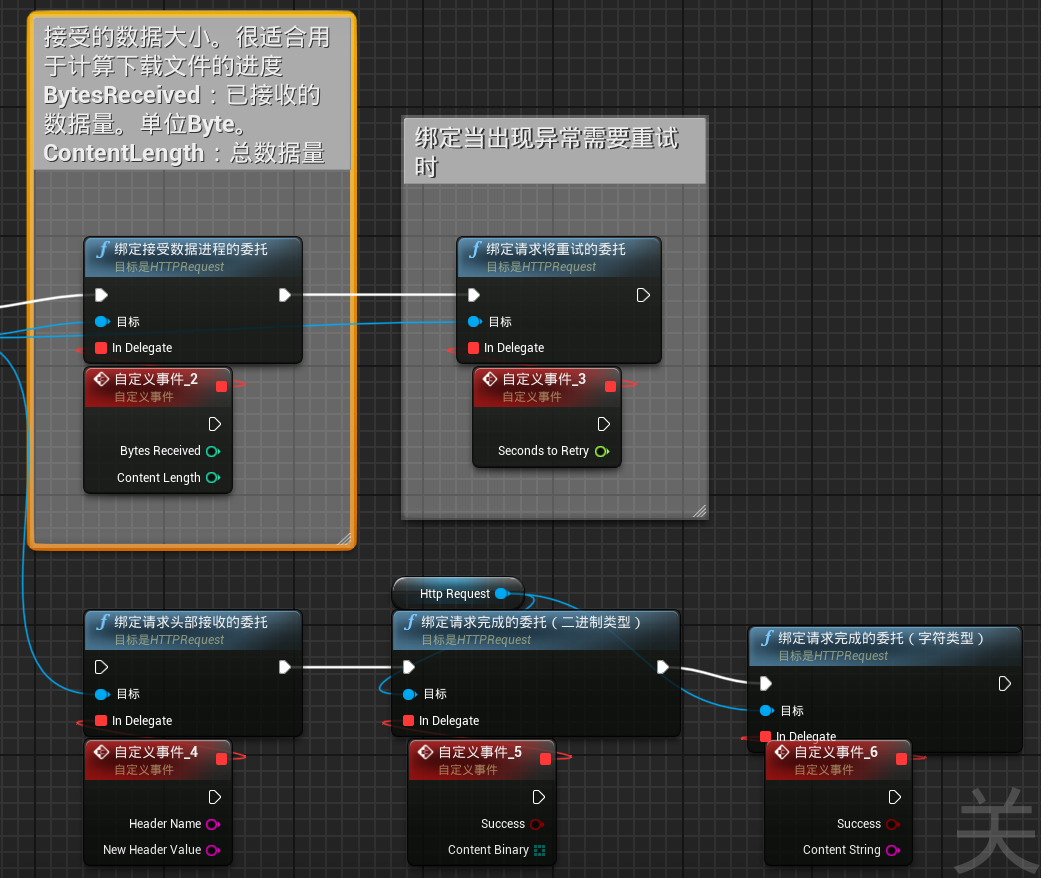 接受的数据大小。很适合用
于计算下载文件的进度
BytesReceived：已接收的
数据量。单位Byte。
ContentLength：总数据量
绑定当出现异常需要重试
时
绑定接受数据进程的委托
目标是HTTPRequest
目标
In Delegate
自定义事件_2
自定义事件
Bytes Received
Content Length
绑定请求将重试的委托
目标是HTTPRequest
目标
In Delegate
自定义事件_3
自定义事件
Seconds to Retry
Http Request
绑定请求头部接收的委托
目标是HTTPRequest
目标
In Delegate
自定义事件_4
自定义事件
Header Name
New Header Value
绑定请求完成的委托（二进制类型）
目标是HTTPRequest
目标
In Delegate
自定义事件_5
自定义事件
Success
Content Binary
绑定请求完成的委托（字符类型）
目标是HTTPRequest
目标
In Delegate
自定义事件_6
自定义事件
Success
Content String
关